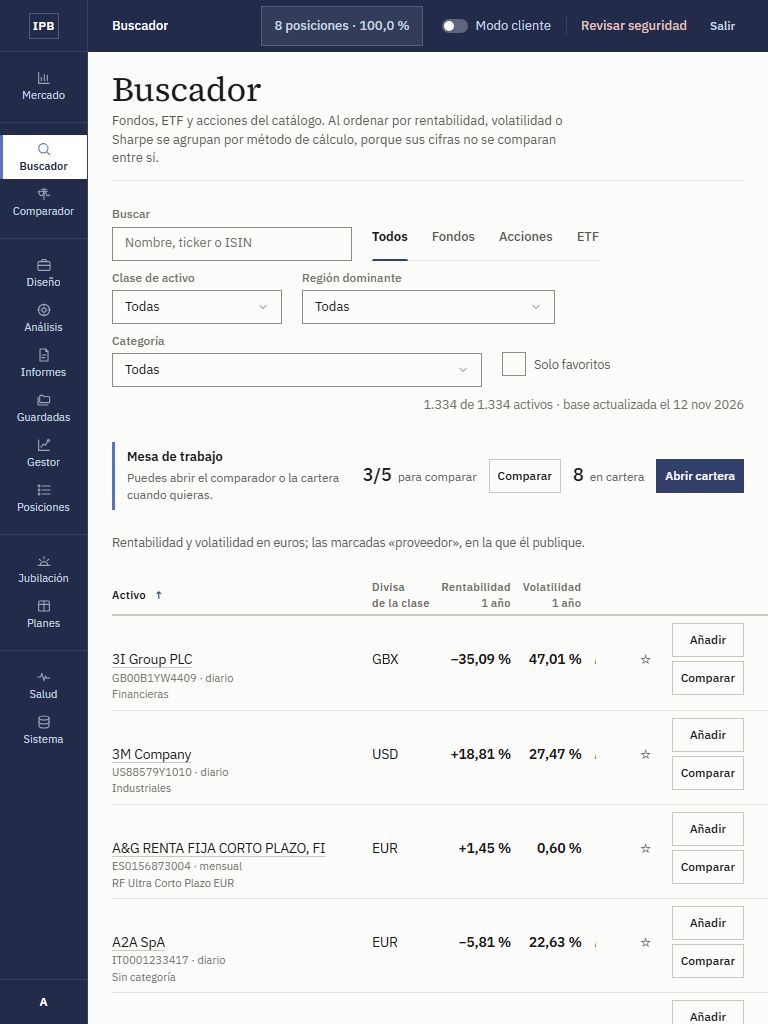 IPB
Buscador
8 posiciones · 100,0 %
Modo cliente
Revisar seguridad
Salir
Mercado
Buscador
Comparador
Diseño
Análisis
Informes
Guardadas
Gestor
Posiciones
Jubilación
Planes
Salud
Sistema
A
Buscador
Fondos, ETF y acciones del catálogo. Al ordenar por rentabilidad, volatilidad o
Sharpe se agrupan por método de cálculo, porque sus cifras no se comparan
entre sí.
Buscar
Nombre, ticker o ISIN
Todos Fondos Acciones ETF
Clase de activo
Todas
Región dominante
Todas
Categoría
Todas
Solo favoritos
1.334 de 1.334 activos · base actualizada el 12 nov 2026
Mesa de trabajo
Puedes abrir el comparador o la cartera
cuando quieras.
3/5 para comparar
Comparar
8 en cartera
Abrir cartera
Rentabilidad y volatilidad en euros; las marcadas «proveedor», en la que él publique.
Activo ↑
Divisa
de la clase
Rentabilidad
1 año
Volatilidad
1 año
3I Group PLC
GB00B1YW4409 · diario
Financieras
GBX
−35,09 %
47,01 %
☆
Añadir
Comparar
3M Company
US88579Y1010 · diario
Industriales
USD
+18,81 %
27,47 %
☆
Añadir
Comparar
A&G RENTA FIJA CORTO PLAZO, FI
ES0156873004 · mensual
RF Ultra Corto Plazo EUR
EUR
+1,45 %
0,60 %
☆
Añadir
Comparar
A2A SpA
IT0001233417 · diario
Sin categoría
EUR
−5,81 %
22,63 %
☆
Añadir
Comparar
Añadir